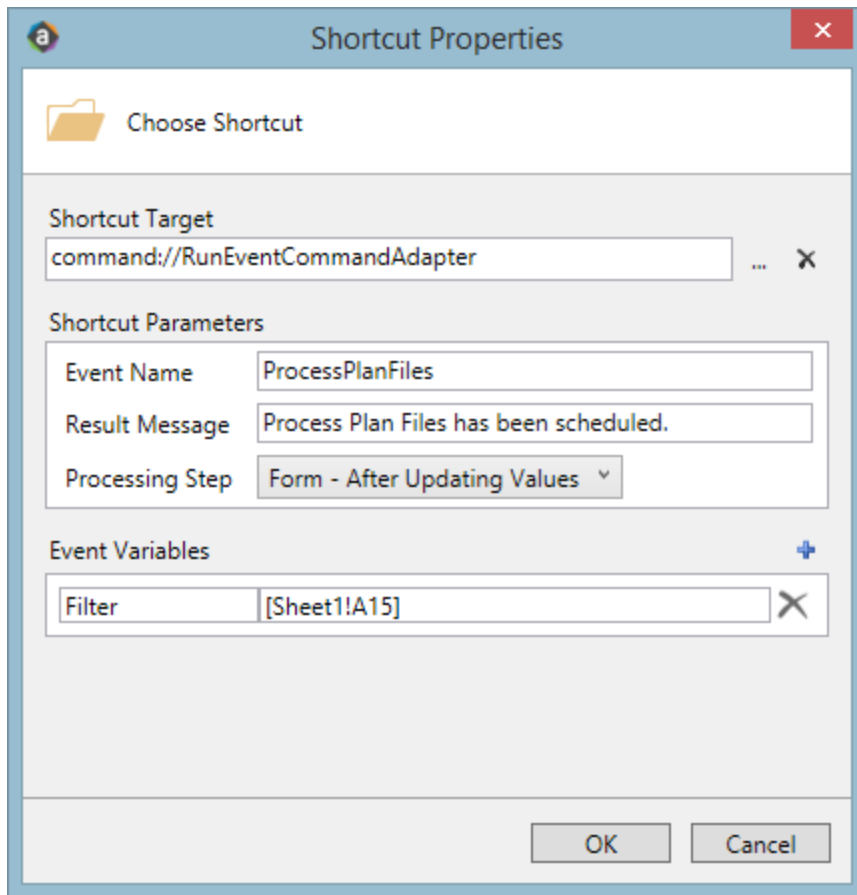 a
Shortcut Properties
Choose Shortcut
Shortcut Target
command://RunEventCommandAdapter
...
Shortcut Parameters
Event Name ProcessPlanFiles
Result Message Process Plan Files has been scheduled.
Processing Step Form - After Updating Values
Event Variables
Filter [Sheet1!A15]
OK Cancel